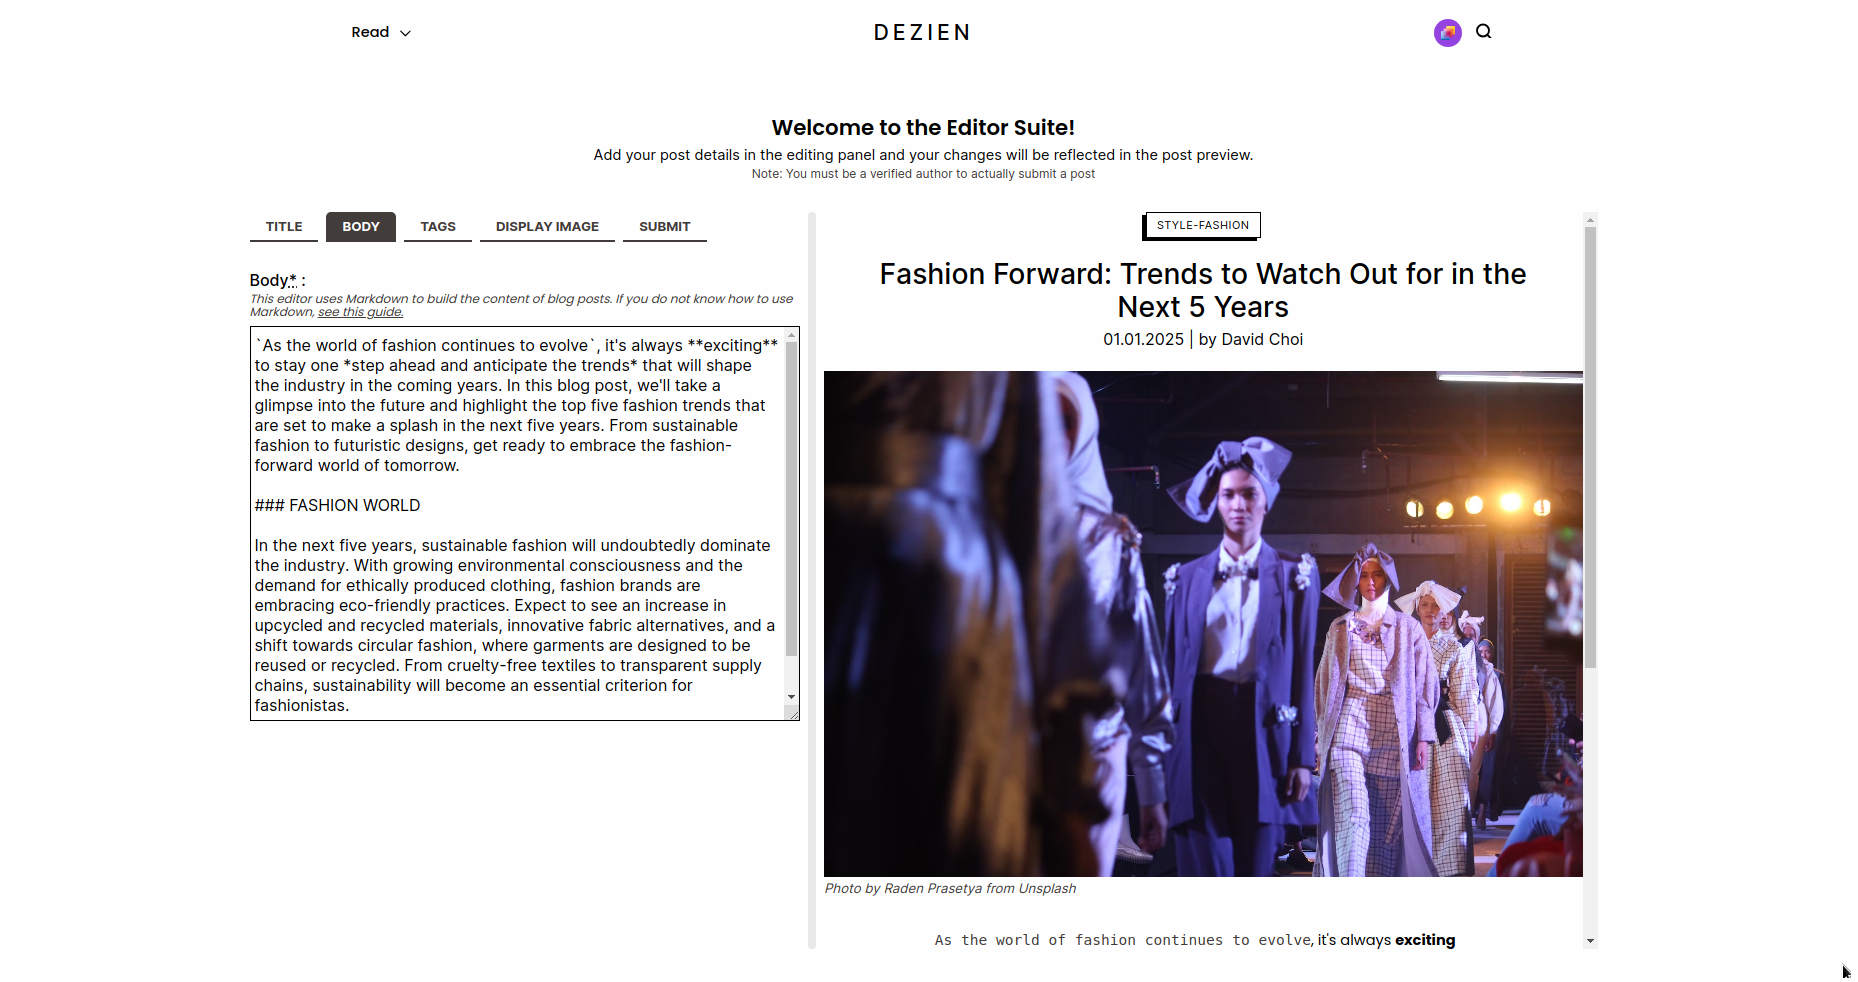 Read
DEZIEN
Welcome to the Editor Suite!
Add your post details in the editing panel and your changes will be reflected in the post preview.
Note: You must be a verified author to actually submit a post
TITLE
BODY
TAGS
DISPLAY IMAGE
SUBMIT
Body* :
This editor uses Markdown to build the content of blog posts. If you do not know how to use
Markdown, see this guide.
`As the world of fashion continues to evolve`, it's always **exciting**
to stay one *step ahead and anticipate the trends* that will shape
the industry in the coming years. In this blog post, we'll take a
glimpse into the future and highlight the top five fashion trends that
are set to make a splash in the next five years. From sustainable
fashion to futuristic designs, get ready to embrace the fashion-
forward world of tomorrow.
### FASHION WORLD
In the next five years, sustainable fashion will undoubtedly dominate
the industry. With growing environmental consciousness and the
demand for ethically produced clothing, fashion brands are
embracing eco-friendly practices. Expect to see an increase in
upcycled and recycled materials, innovative fabric alternatives, and a
shift towards circular fashion, where garments are designed to be
reused or recycled. From cruelty-free textiles to transparent supply
chains, sustainability will become an essential criterion for
fashionistas.
STYLE-FASHION
Fashion Forward: Trends to Watch Out for in the
Next 5 Years
01.01.2025 | by David Choi
Photo by Raden Prasetya from Unsplash
As the world of fashion continues to evolve, it's always exciting